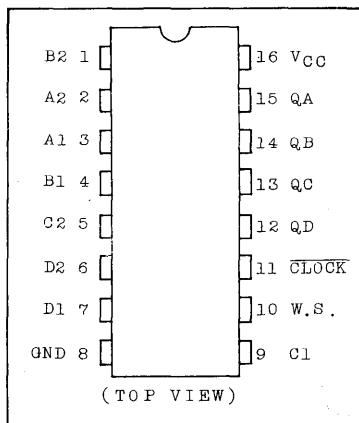 B2 1 16 VCC
A2 2 15 QA
A1 3 14 QB
B1 4 13 QC
C2 5 12 QD
D2 6 11 CLOCK
D1 7 10 W.S.
GND 8 9 C1
(TOP VIEW)